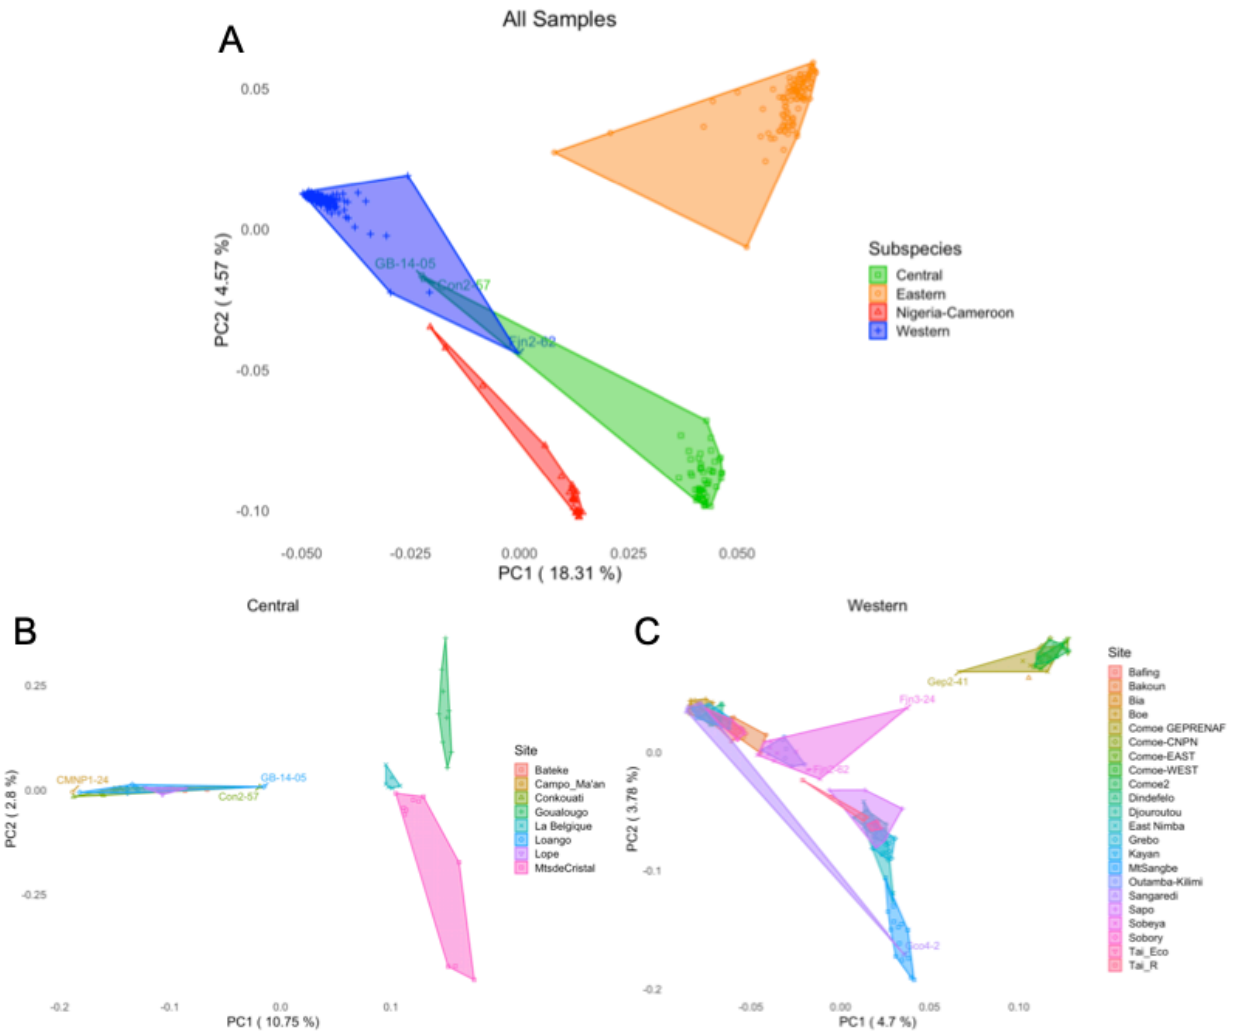 All Samples
A
0.05
0.00
-0.05
-0.10
PC2 ( 4.57 %)
GB-14-05
Con2-57
Fjn2-62
-0.050 -0.025 0.000 0.025 0.050
PC1 ( 18.31 %)
Subspecies
Central
Eastern
Nigeria-Cameroon
Western
Central
B
0.25
0.00
-0.25
PC2 ( 2.8 %)
CMNP1-24
GB-14-05
Con2-57
-0.2 -0.1 0.0 0.1
PC1 ( 10.75 %)
Site
Bateke
Campo_Ma'an
Conkouati
Goualougo
La Belgique
Loango
Lope
MtsdeCristal
Western
C
0.0
-0.1
-0.2
PC2 ( 3.78 %)
Gep2-41
Fjn3-24
Fjn2-62
Gco4-2
-0.05 0.00 0.05 0.10
PC1 ( 4.7 %)
Site
Bafing
Bakoun
Bia
Boe
Comoe GEPRENAF
Comoe-CNPN
Comoe-EAST
Comoe-WEST
Comoe2
Dindefelo
Djouroutou
East Nimba
Grebo
Kayan
MtSangbe
Outamba-Kilimi
Sangaredi
Sapo
Sobeya
Sobory
Tai_Eco
Tai_R